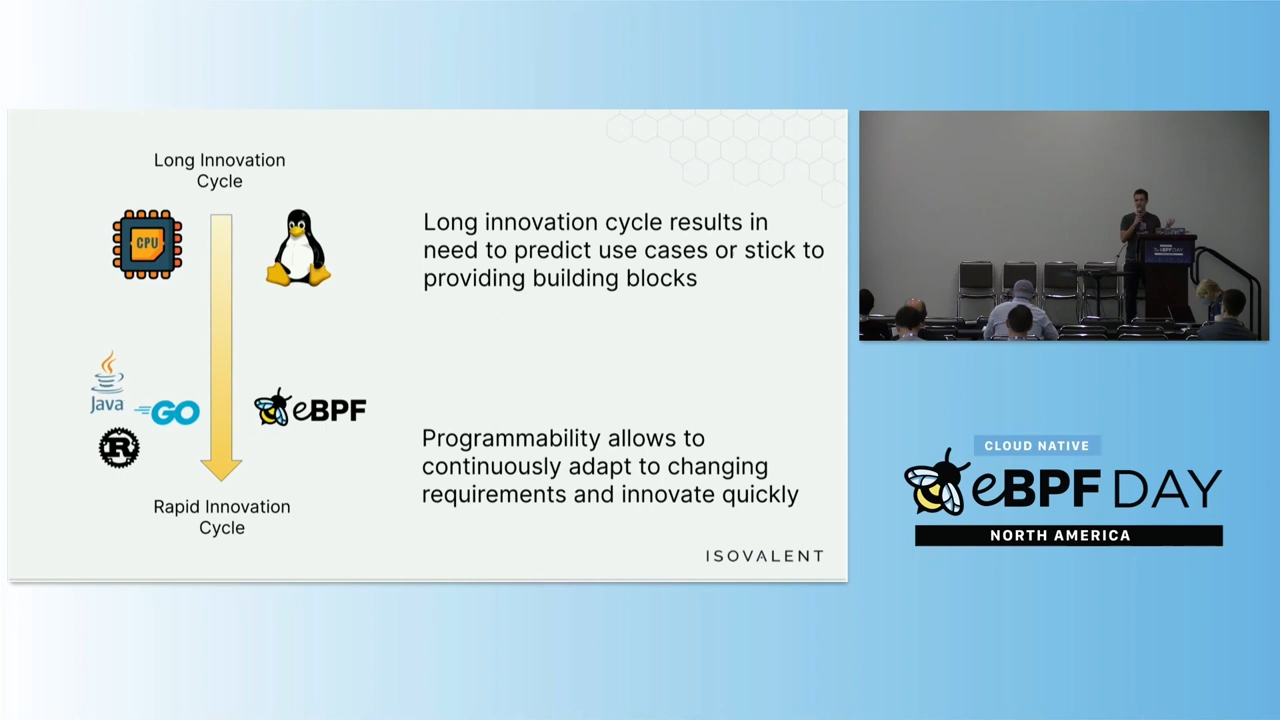 Long Innovation
Cycle
CPU
Long innovation cycle results in
need to predict use cases or stick to
providing building blocks
Java
GO
R
eBPF
Programmability allows to
continuously adapt to changing
requirements and innovate quickly
Rapid Innovation
Cycle
ISOVALENT
eBPF DAY
CLOUD NATIVE
eBPF DAY
NORTH AMERICA